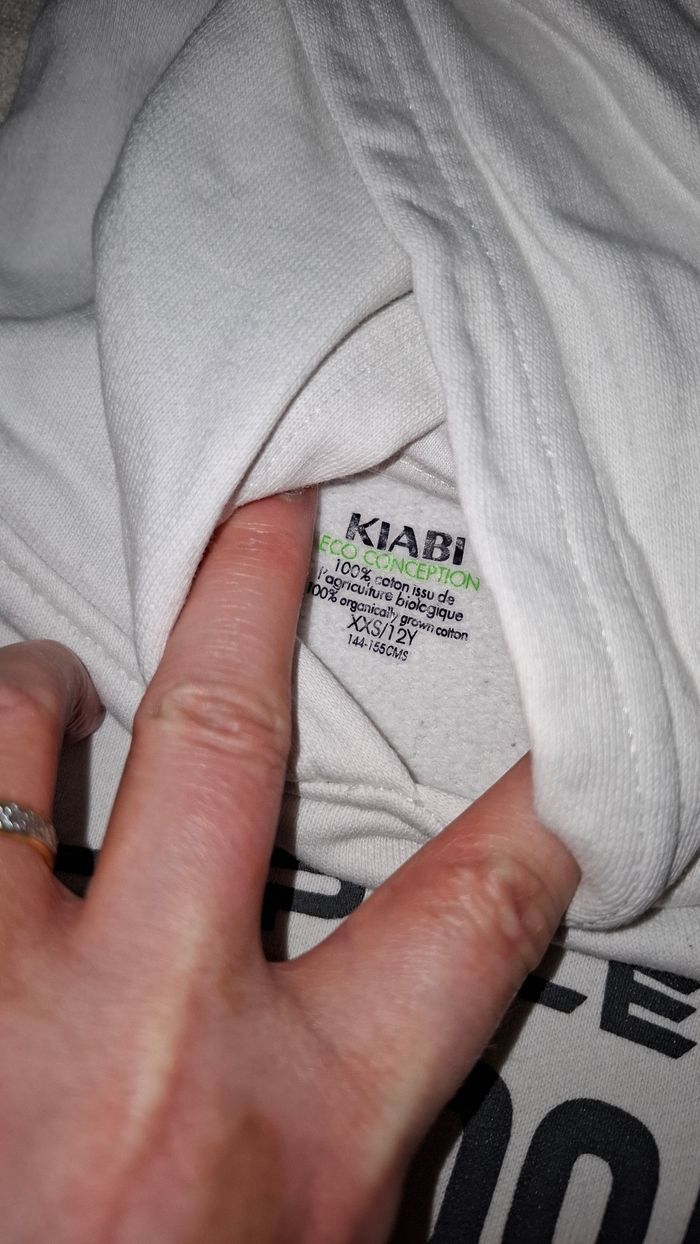 KIABI
ECO CONCEPTION
100% coton issu de
l'agriculture biologique
100% organically grown cotton
XXS/12Y
144-155CMS